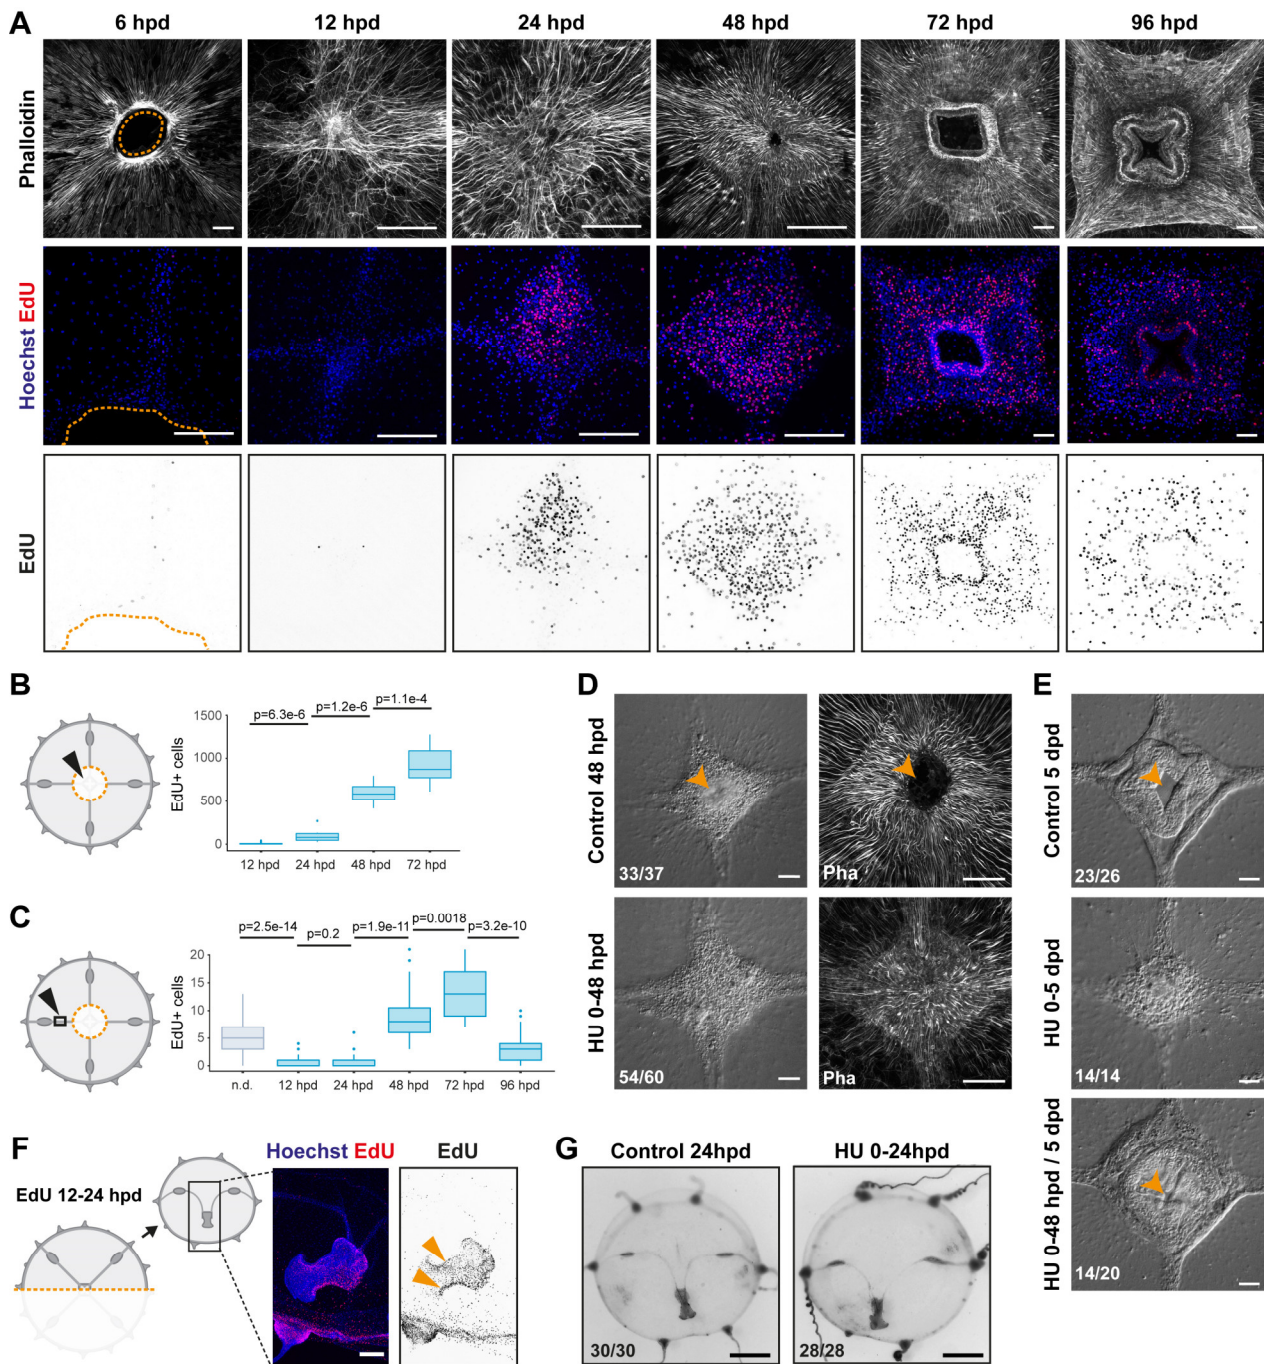 A
6 hpd 12 hpd 24 hpd 48 hpd 72 hpd 96 hpd
Phalloidin
Hoechst EdU
EdU
B
EdU+ cells
1500
1000
500
0
p=6.3e-6
p=1.2e-6
p=1.1e-4
12 hpd 24 hpd 48 hpd 72 hpd
C
EdU+ cells
20
15
10
5
0
p=2.5e-14
p=0.2
p=1.9e-11
p=0.0018
p=3.2e-10
n.d. 12 hpd 24 hpd 48 hpd 72 hpd 96 hpd
D
Control 48 hpd
33/37
Pha
HU 0-48 hpd
54/60
Pha
E
Control 5 dpd
23/26
HU 0-5 dpd
14/14
HU 0-48 hpd / 5 dpd
14/20
F
EdU 12-24 hpd
Hoechst EdU
EdU
G
Control 24hpd
30/30
HU 0-24hpd
28/28